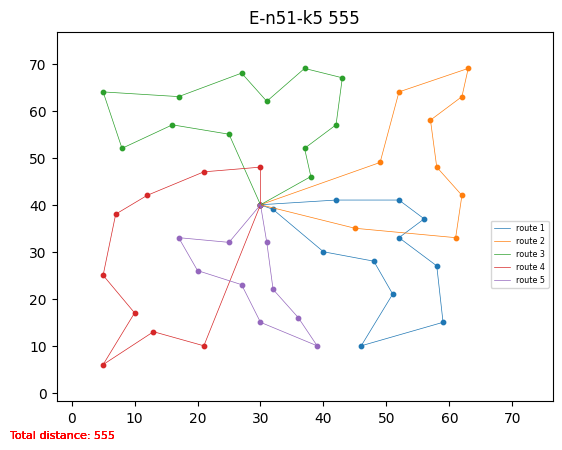 E-n51-k5 555
70
60
50
40
30
20
10
0
route 1
route 2
route 3
route 4
route 5
0 10 20 30 40 50 60 70
Total distance: 555